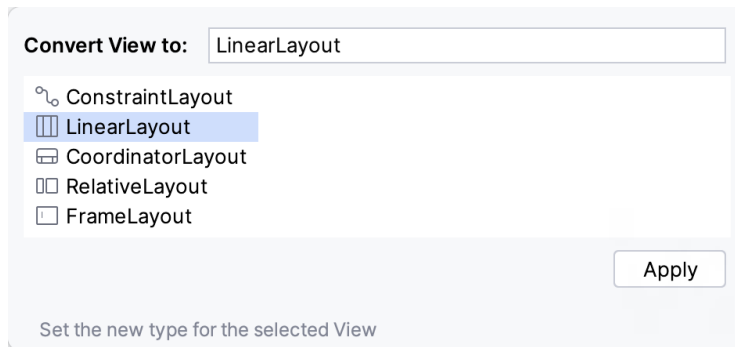 Convert View to: LinearLayout
ConstraintLayout
LinearLayout
CoordinatorLayout
RelativeLayout
FrameLayout
Apply
Set the new type for the selected View